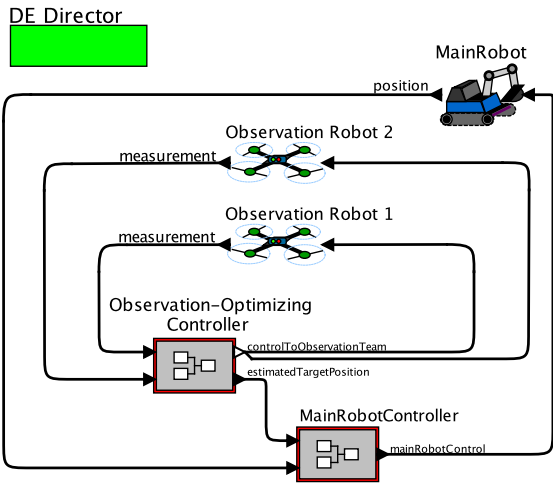 DE Director
MainRobot
position
Observation Robot 2
measurement
Observation Robot 1
measurement
Observation-Optimizing
Controller
controlToObservationTeam
estimatedTargetPosition
MainRobotController
mainRobotControl